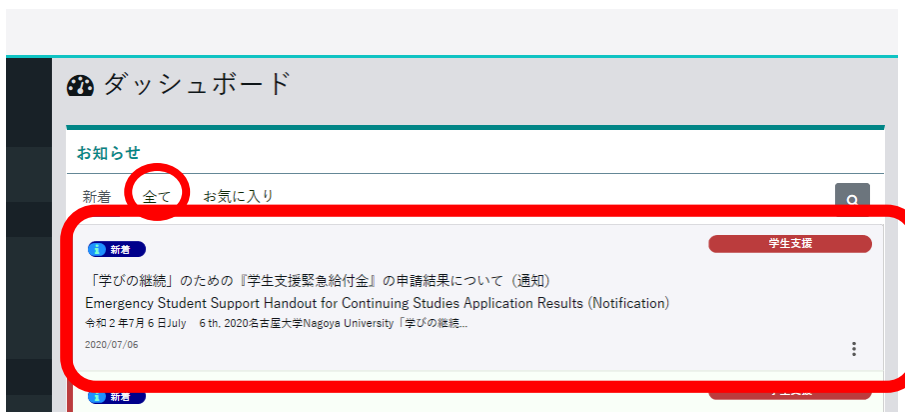 ダッシュボード
お知らせ
新着 全て お気に入り
新着 学生支援
「学びの継続」のための『学生支援緊急給付金』の申請結果について（通知）
Emergency Student Support Handout for Continuing Studies Application Results (Notification)
令和２年7月６日July　６th, 2020名古屋大学Nagoya University「学びの継続...
2020/07/06
新着 学生支援